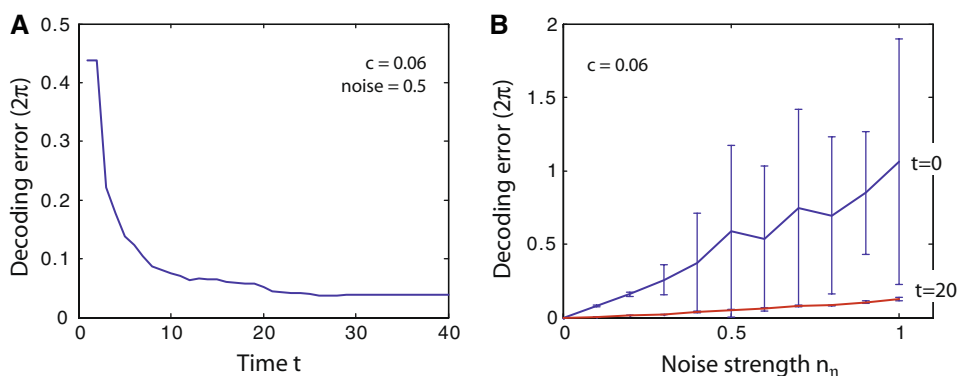 A
Decoding error (2π)
0.5
0.4
0.3
0.2
0.1
0
c = 0.06
noise = 0.5
0 10 20 30 40
Time t
B
Decoding error (2π)
2
1.5
1
0.5
0
c = 0.06
t=0
t=20
0 0.5 1
Noise strength nη